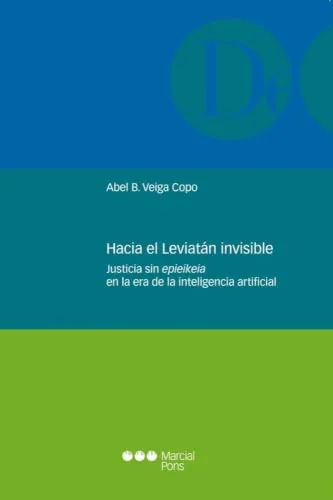 Di
Abel B. Veiga Copo
Hacia el Leviatán invisible
Justicia sin epieikeia
en la era de la inteligencia artificial
Marcial
Pons